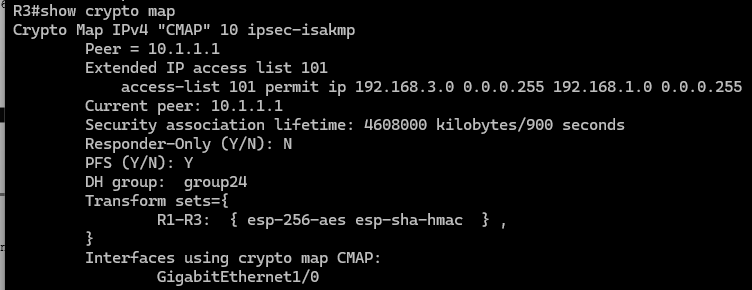 R3#show crypto map
Crypto Map IPv4 "CMAP" 10 ipsec-isakmp
Peer = 10.1.1.1
Extended IP access list 101
access-list 101 permit ip 192.168.3.0 0.0.0.255 192.168.1.0 0.0.0.255
Current peer: 10.1.1.1
Security association lifetime: 4608000 kilobytes/900 seconds
Responder-Only (Y/N): N
PFS (Y/N): Y
DH group:  group24
Transform sets={
R1-R3:  { esp-256-aes esp-sha-hmac  } ,
}
Interfaces using crypto map CMAP:
GigabitEthernet1/0